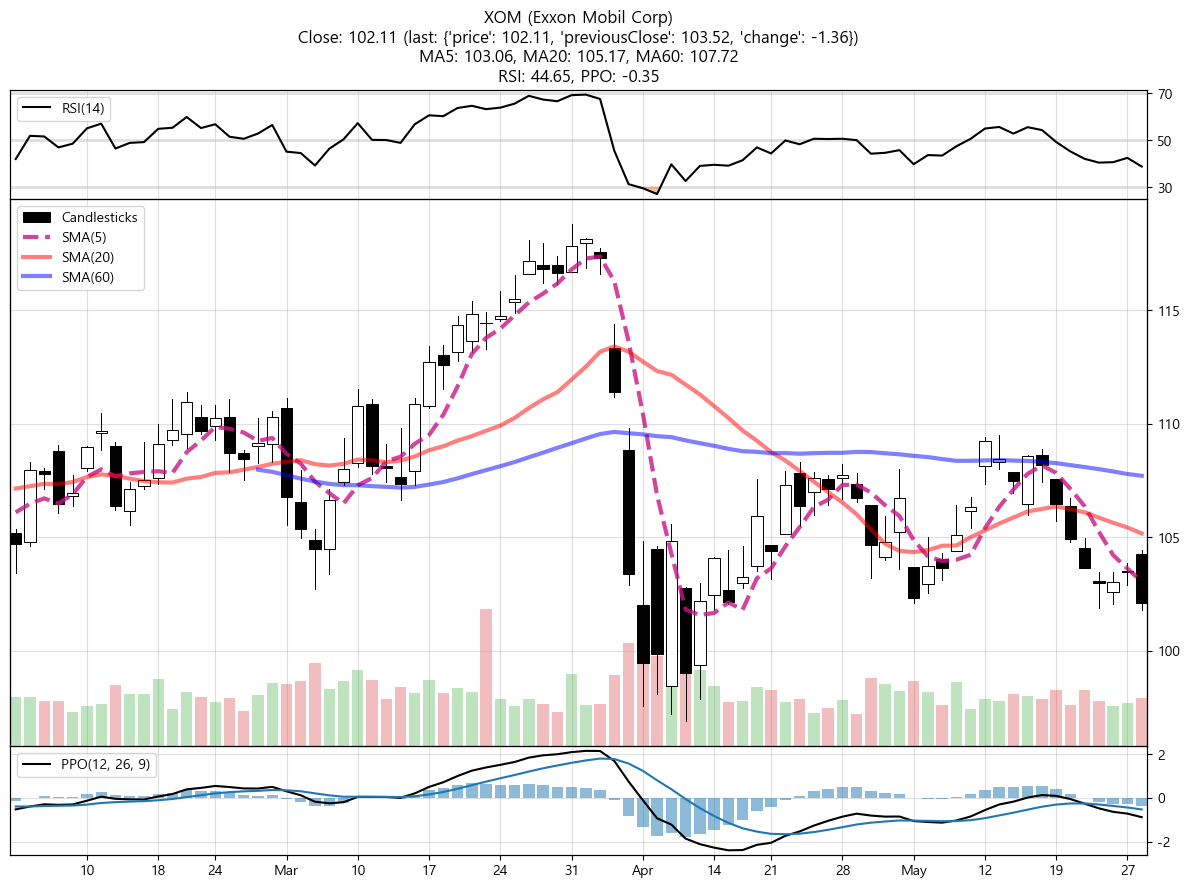 XOM (Exxon Mobil Corp)
Close: 102.11 (last: {'price': 102.11, 'previousClose': 103.52, 'change': -1.36})
MA5: 103.06, MA20: 105.17, MA60: 107.72
RSI: 44.65, PPO: -0.35
RSI(14)
70
50
30
Candlesticks
SMA(5)
SMA(20)
SMA(60)
115
110
105
100
PPO(12, 26, 9)
2
0
-2
10 18 24 Mar 10 17 24 31 Apr 14 21 28 May 12 19 27